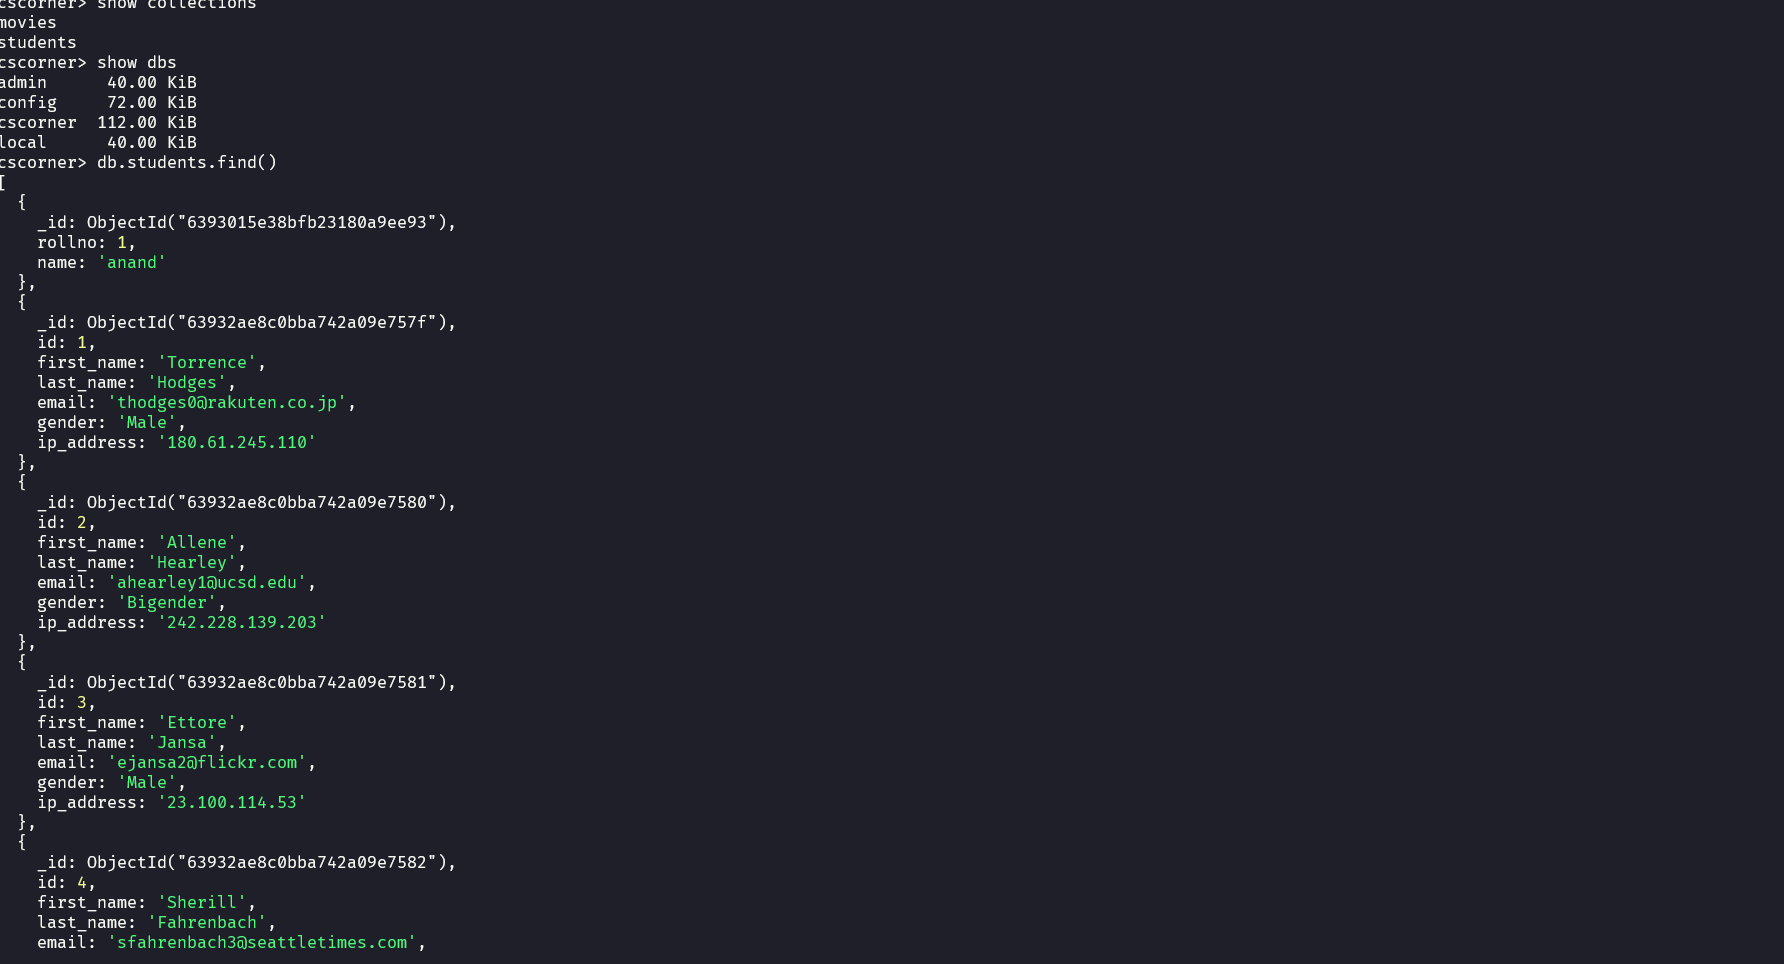 cscorner> show collections
movies
students
cscorner> show dbs
admin      40.00 KiB
config     72.00 KiB
cscorner  112.00 KiB
local      40.00 KiB
cscorner> db.students.find()
[
  {
    _id: ObjectId("6393015e38bfb23180a9ee93"),
    rollno: 1,
    name: 'anand'
  },
  {
    _id: ObjectId("63932ae8c0bba742a09e757f"),
    id: 1,
    first_name: 'Torrence',
    last_name: 'Hodges',
    email: 'thodges0@rakuten.co.jp',
    gender: 'Male',
    ip_address: '180.61.245.110'
  },
  {
    _id: ObjectId("63932ae8c0bba742a09e7580"),
    id: 2,
    first_name: 'Allene',
    last_name: 'Hearley',
    email: 'ahearley1@ucsd.edu',
    gender: 'Bigender',
    ip_address: '242.228.139.203'
  },
  {
    _id: ObjectId("63932ae8c0bba742a09e7581"),
    id: 3,
    first_name: 'Ettore',
    last_name: 'Jansa',
    email: 'ejansa2@flickr.com',
    gender: 'Male',
    ip_address: '23.100.114.53'
  },
  {
    _id: ObjectId("63932ae8c0bba742a09e7582"),
    id: 4,
    first_name: 'Sherill',
    last_name: 'Fahrenbach',
    email: 'sfahrenbach3@seattletimes.com',